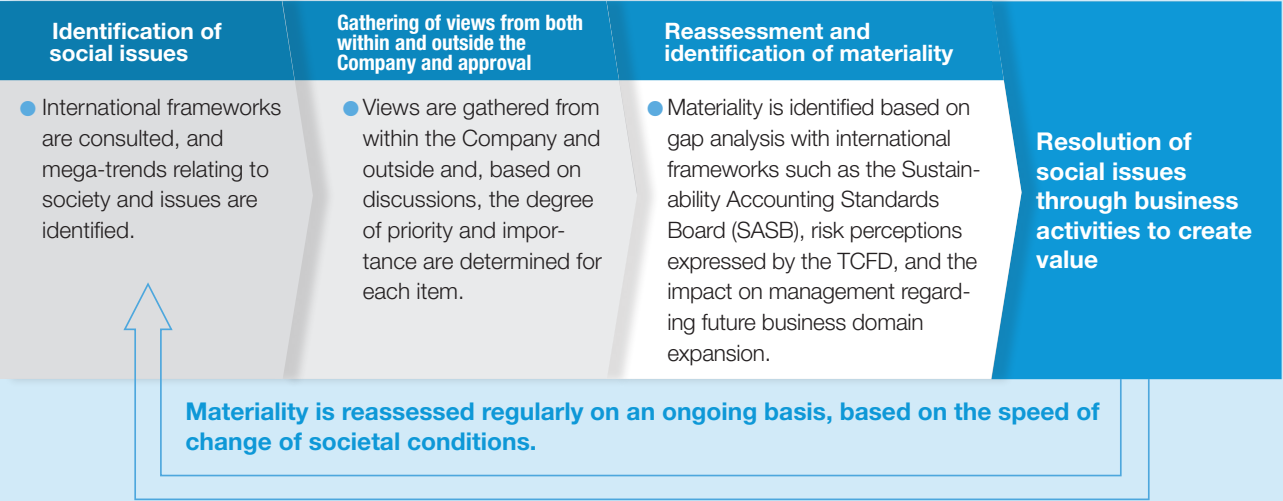 Identification of
social issues
International frameworks
are consulted, and
mega-trends relating to
society and issues are
identified.
Gathering of views from both
within and outside the
Company and approval
Views are gathered from
within the Company and
outside and, based on
discussions, the degree
of priority and impor-
tance are determined for
each item.
Reassessment and
identification of materiality
Materiality is identified based on
gap analysis with international
frameworks such as the Sustain-
ability Accounting Standards
Board (SASB), risk perceptions
expressed by the TCFD, and the
impact on management regard-
ing future business domain
expansion.
Resolution of
social issues
through business
activities to create
value
Materiality is reassessed regularly on an ongoing basis, based on the speed of
change of societal conditions.